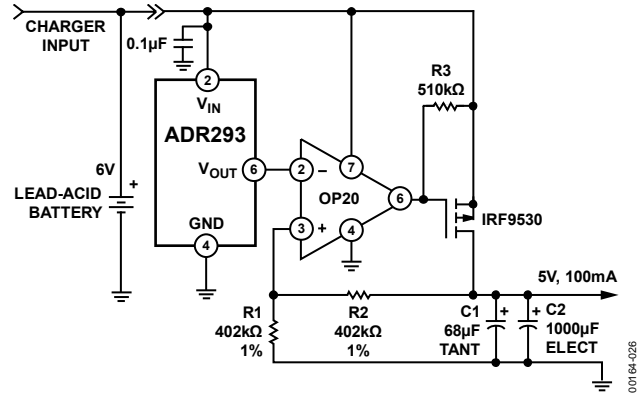 CHARGER
INPUT
0.1µF
2
V_IN
ADR293
V_OUT
6
GND
4
6V
+
LEAD-ACID
BATTERY
2
–
7
OP20
6
3
+
4
R3
510kΩ
IRF9530
5V, 100mA
R1
402kΩ
1%
R2
402kΩ
1%
C1
68µF
TANT
+
C2
1000µF
ELECT
+
00164-026